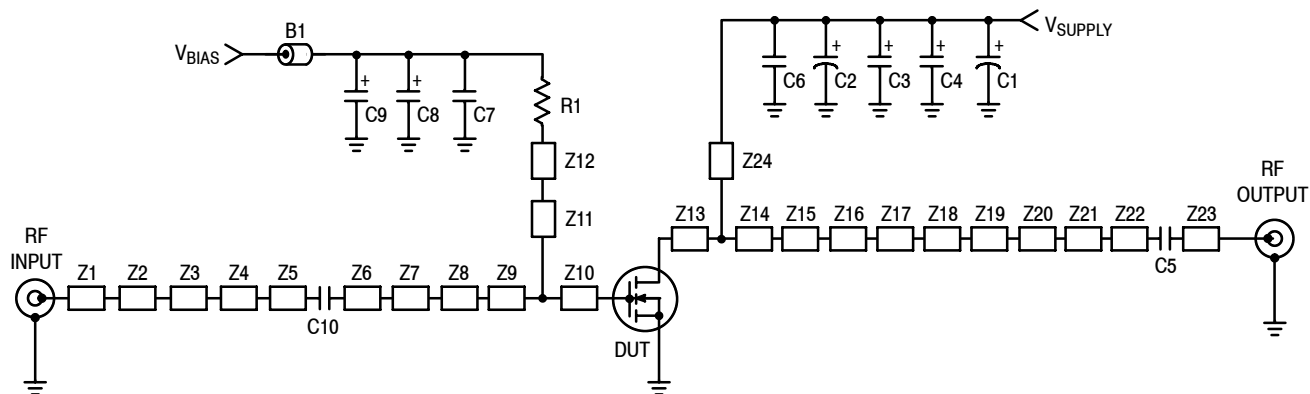 B1
V_BIAS
+
+
C9
C8
C7
R1
Z12
Z11
V_SUPPLY
+
+
+
+
C6
C2
C3
C4
C1
Z24
RF
OUTPUT
Z13
Z14
Z15
Z16
Z17
Z18
Z19
Z20
Z21
Z22
Z23
C5
RF
INPUT
Z1
Z2
Z3
Z4
Z5
Z6
Z7
Z8
Z9
Z10
C10
DUT